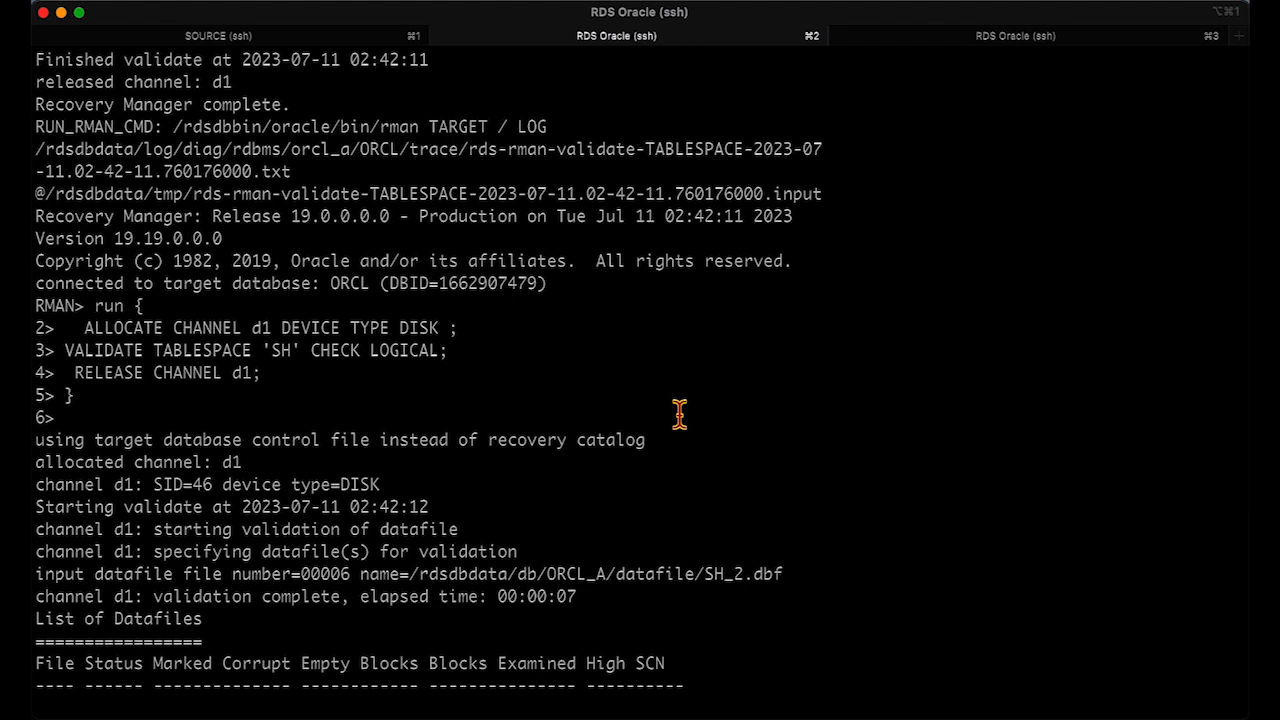 RDS Oracle (ssh)
⌥⌘1
SOURCE (ssh) ⌘1 RDS Oracle (ssh) ⌘2 RDS Oracle (ssh) ⌘3 +
Finished validate at 2023-07-11 02:42:11
released channel: d1
Recovery Manager complete.
RUN_RMAN_CMD: /rdsdbbin/oracle/bin/rman TARGET / LOG
/rdsdbdata/log/diag/rdbms/orcl_a/ORCL/trace/rds-rman-validate-TABLESPACE-2023-07
-11.02-42-11.760176000.txt
@/rdsdbdata/tmp/rds-rman-validate-TABLESPACE-2023-07-11.02-42-11.760176000.input
Recovery Manager: Release 19.0.0.0.0 - Production on Tue Jul 11 02:42:11 2023
Version 19.19.0.0.0
Copyright (c) 1982, 2019, Oracle and/or its affiliates.  All rights reserved.
connected to target database: ORCL (DBID=1662907479)
RMAN> run {
2>   ALLOCATE CHANNEL d1 DEVICE TYPE DISK ;
3> VALIDATE TABLESPACE 'SH' CHECK LOGICAL;
4>  RELEASE CHANNEL d1;
5> }
6>
using target database control file instead of recovery catalog
allocated channel: d1
channel d1: SID=46 device type=DISK
Starting validate at 2023-07-11 02:42:12
channel d1: starting validation of datafile
channel d1: specifying datafile(s) for validation
input datafile file number=00006 name=/rdsdbdata/db/ORCL_A/datafile/SH_2.dbf
channel d1: validation complete, elapsed time: 00:00:07
List of Datafiles
=================
File Status Marked Corrupt Empty Blocks Blocks Examined High SCN
---- ------ -------------- ------------ --------------- ----------